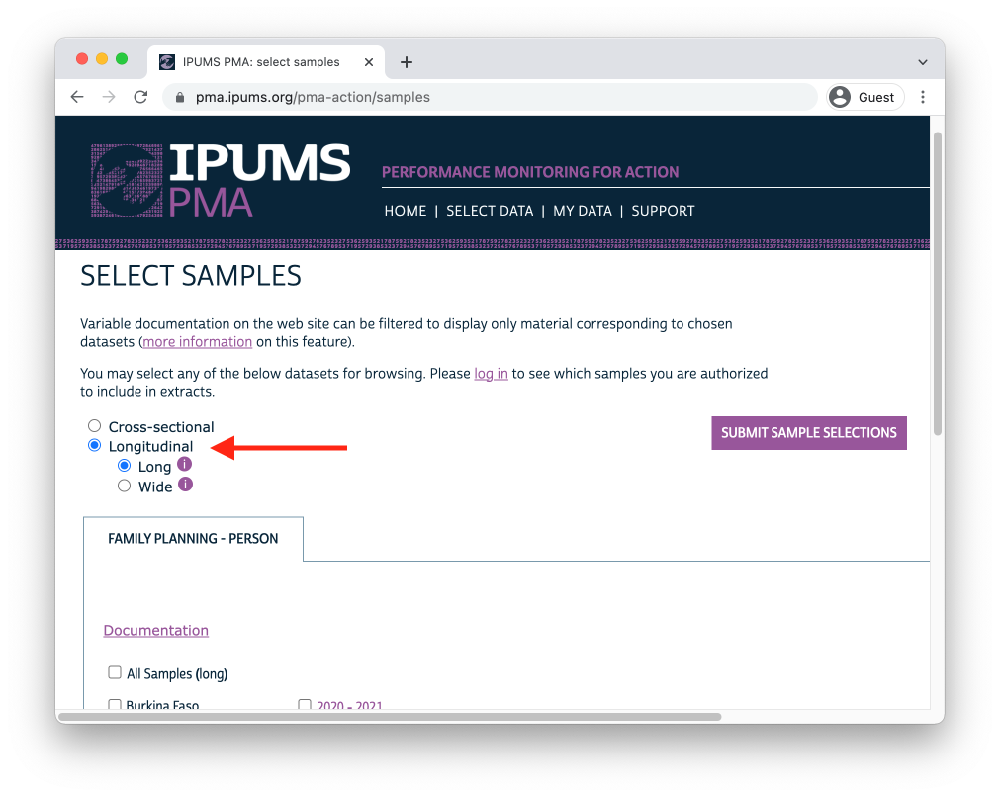 IPUMS PMA: select samples
pma.ipums.org/pma-action/samples
Guest
IPUMS
PMA
PERFORMANCE MONITORING FOR ACTION
HOME | SELECT DATA | MY DATA | SUPPORT
SELECT SAMPLES
Variable documentation on the web site can be filtered to display only material corresponding to chosen
datasets (more information on this feature).
You may select any of the below datasets for browsing. Please log in to see which samples you are authorized
to include in extracts.
Cross-sectional
Longitudinal
Long i
Wide i
SUBMIT SAMPLE SELECTIONS
FAMILY PLANNING - PERSON
Documentation
All Samples (long)
Burkina Faso 2020 - 2021